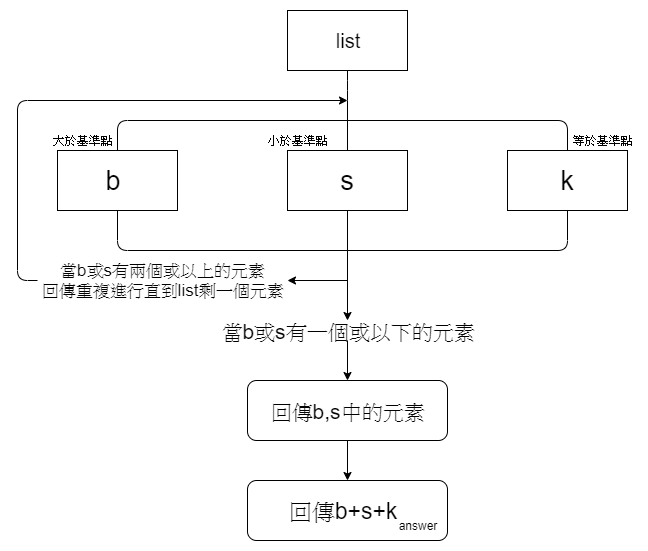 list
大於基準點
小於基準點
等於基準點
b
s
k
當b或s有兩個或以上的元素
回傳重複進行直到list剩一個元素
當b或s有一個或以下的元素
回傳b,s中的元素
回傳b+s+k
answer